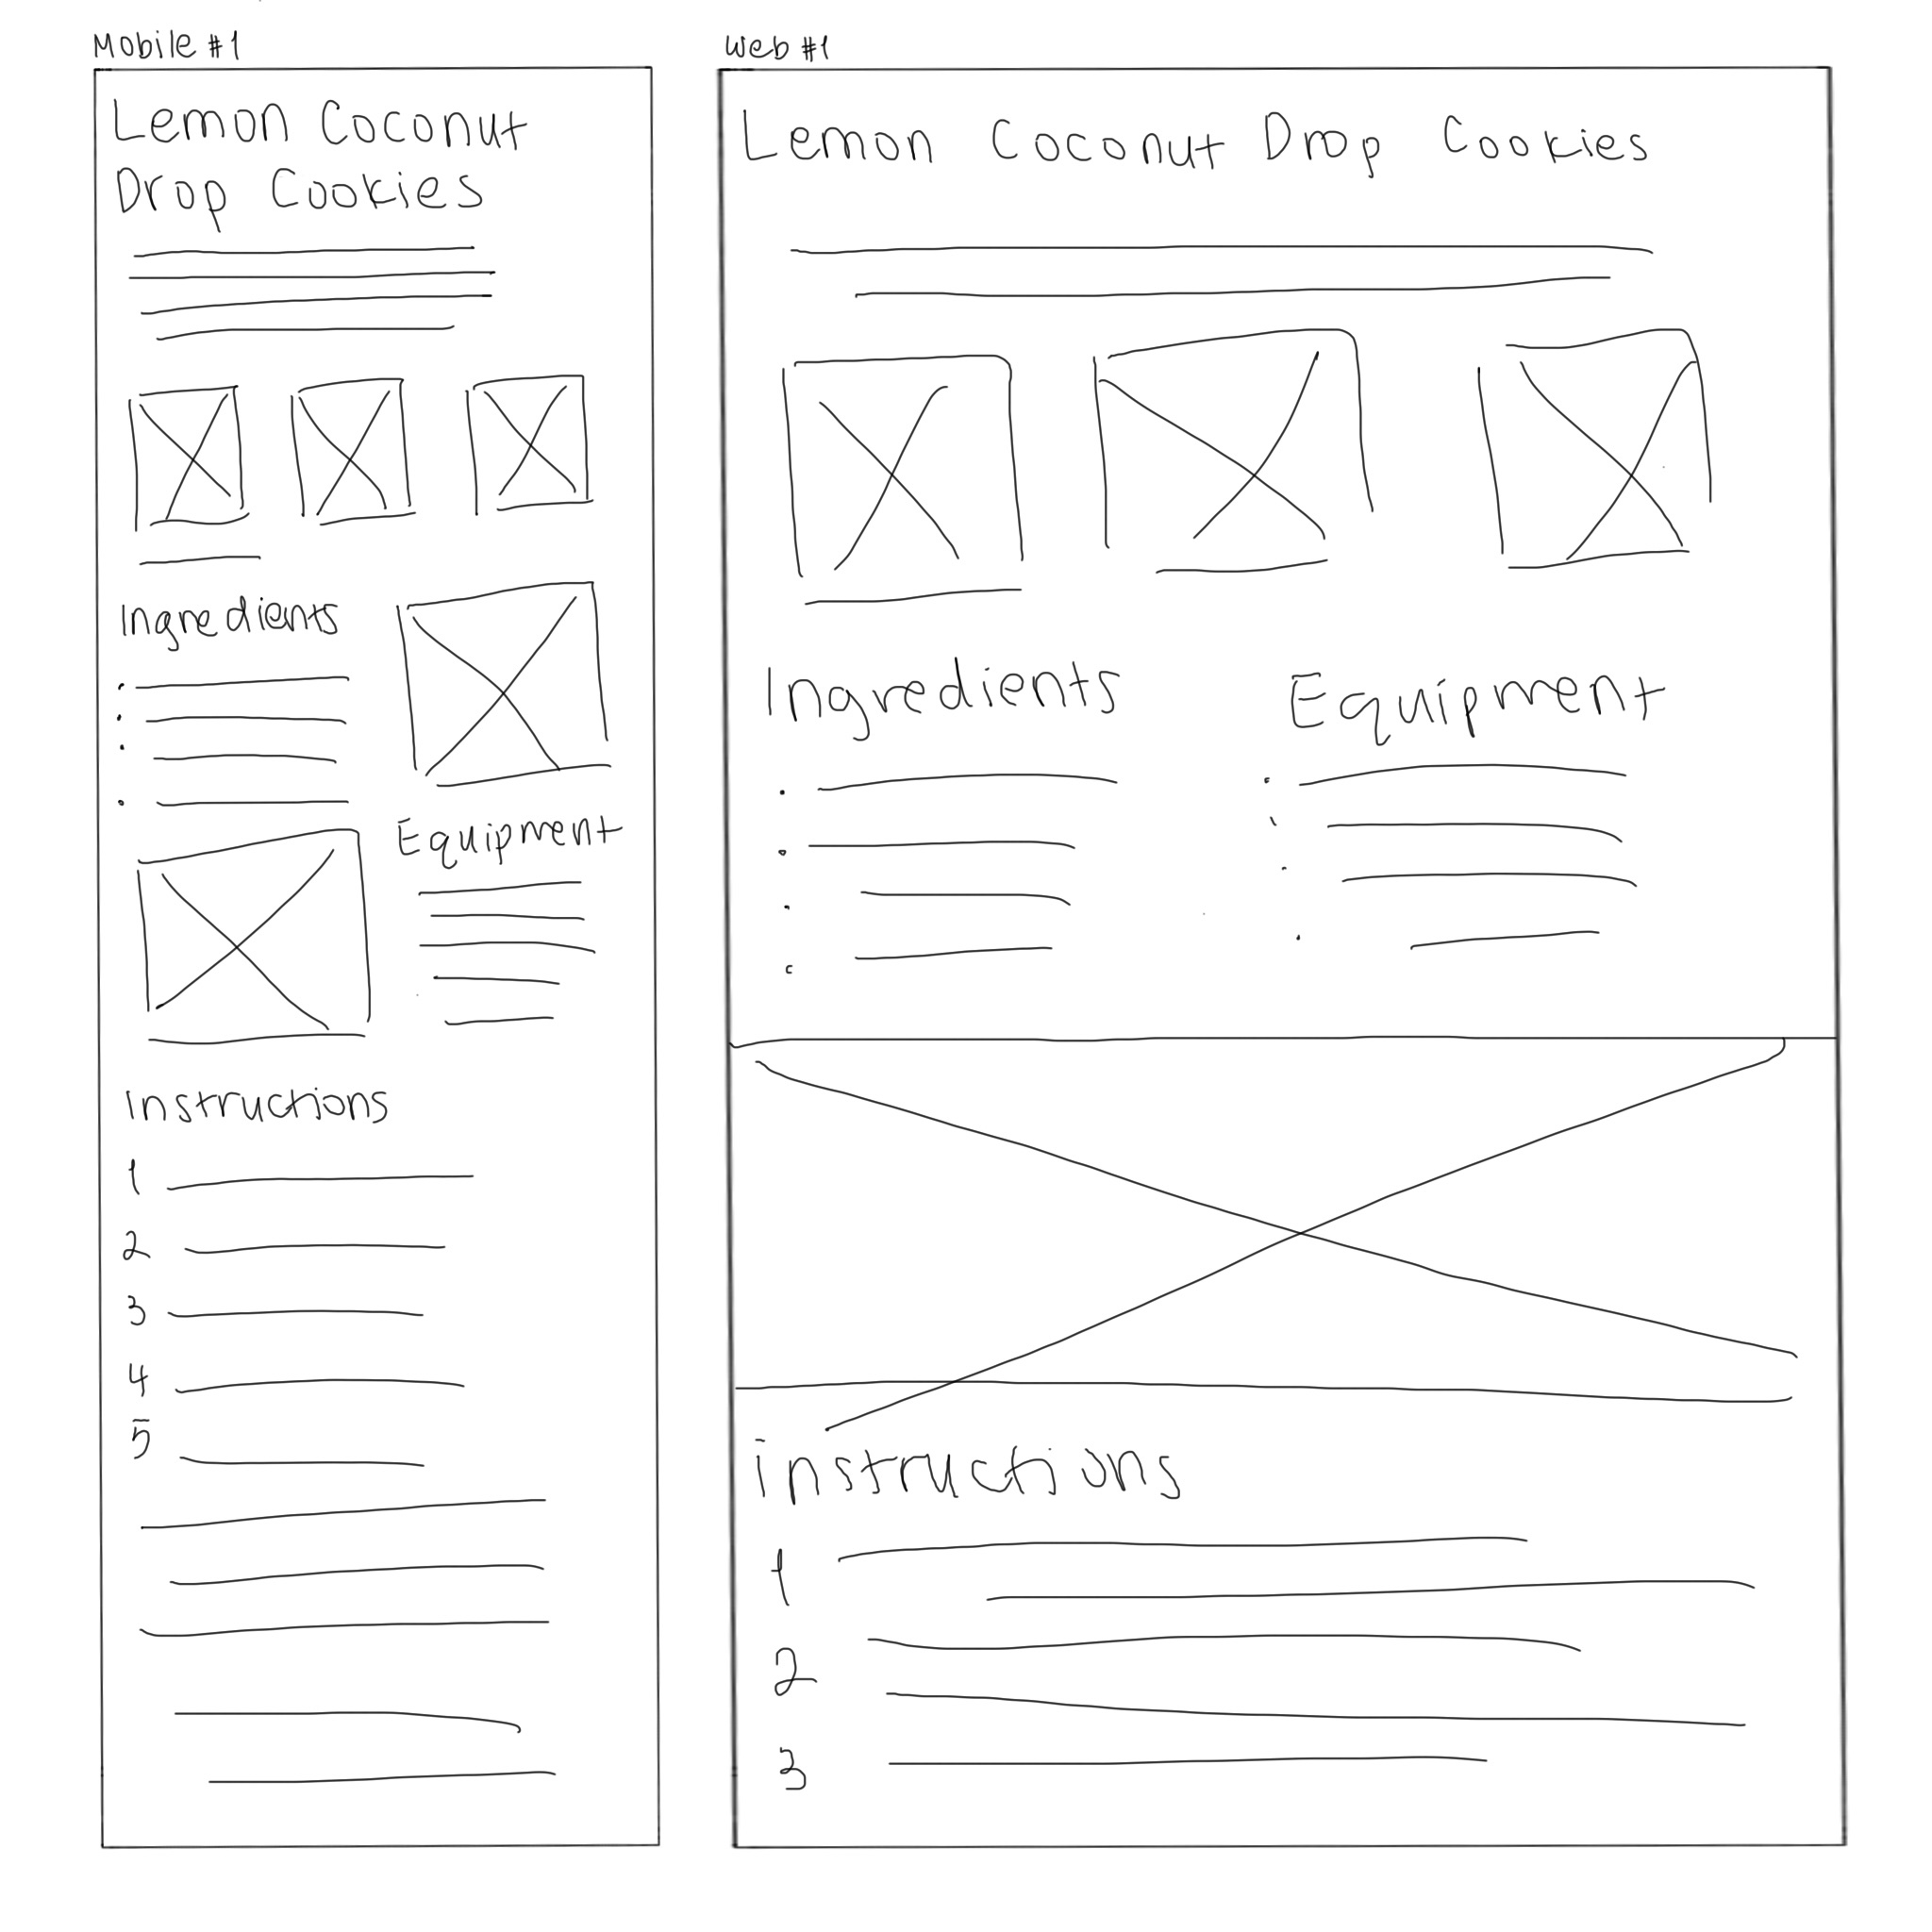 Mobile #1
Lemon Coconut
Drop Cookies
Ingredients
Equipment
Instructions
1
2
3
4
5
Web #1
Lemon Coconut Drop Cookies
Ingredients
Equipment
instructions
1
2
3